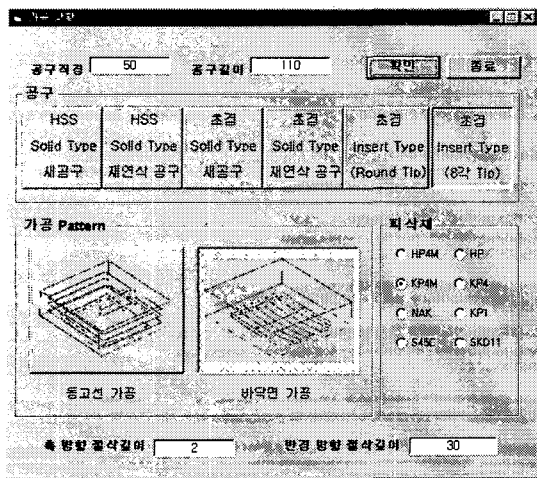 가공 조건
공구직경 50 공구길이 110 확인 종료
공구
HSS HSS 초경 초경 초경 초경
Solid Type Solid Type Solid Type Solid Type Insert Type Insert Type
새공구 재연삭 공구 새공구 재연삭 공구 (Round Tip) (8각 Tip)
가공 Pattern 피삭재
HP4M HP
KP4M KP4
NAK KP1
S45C SKD11
등고선 가공 바닥면 가공
축 방향 절삭깊이 2 반경 방향 절삭깊이 30